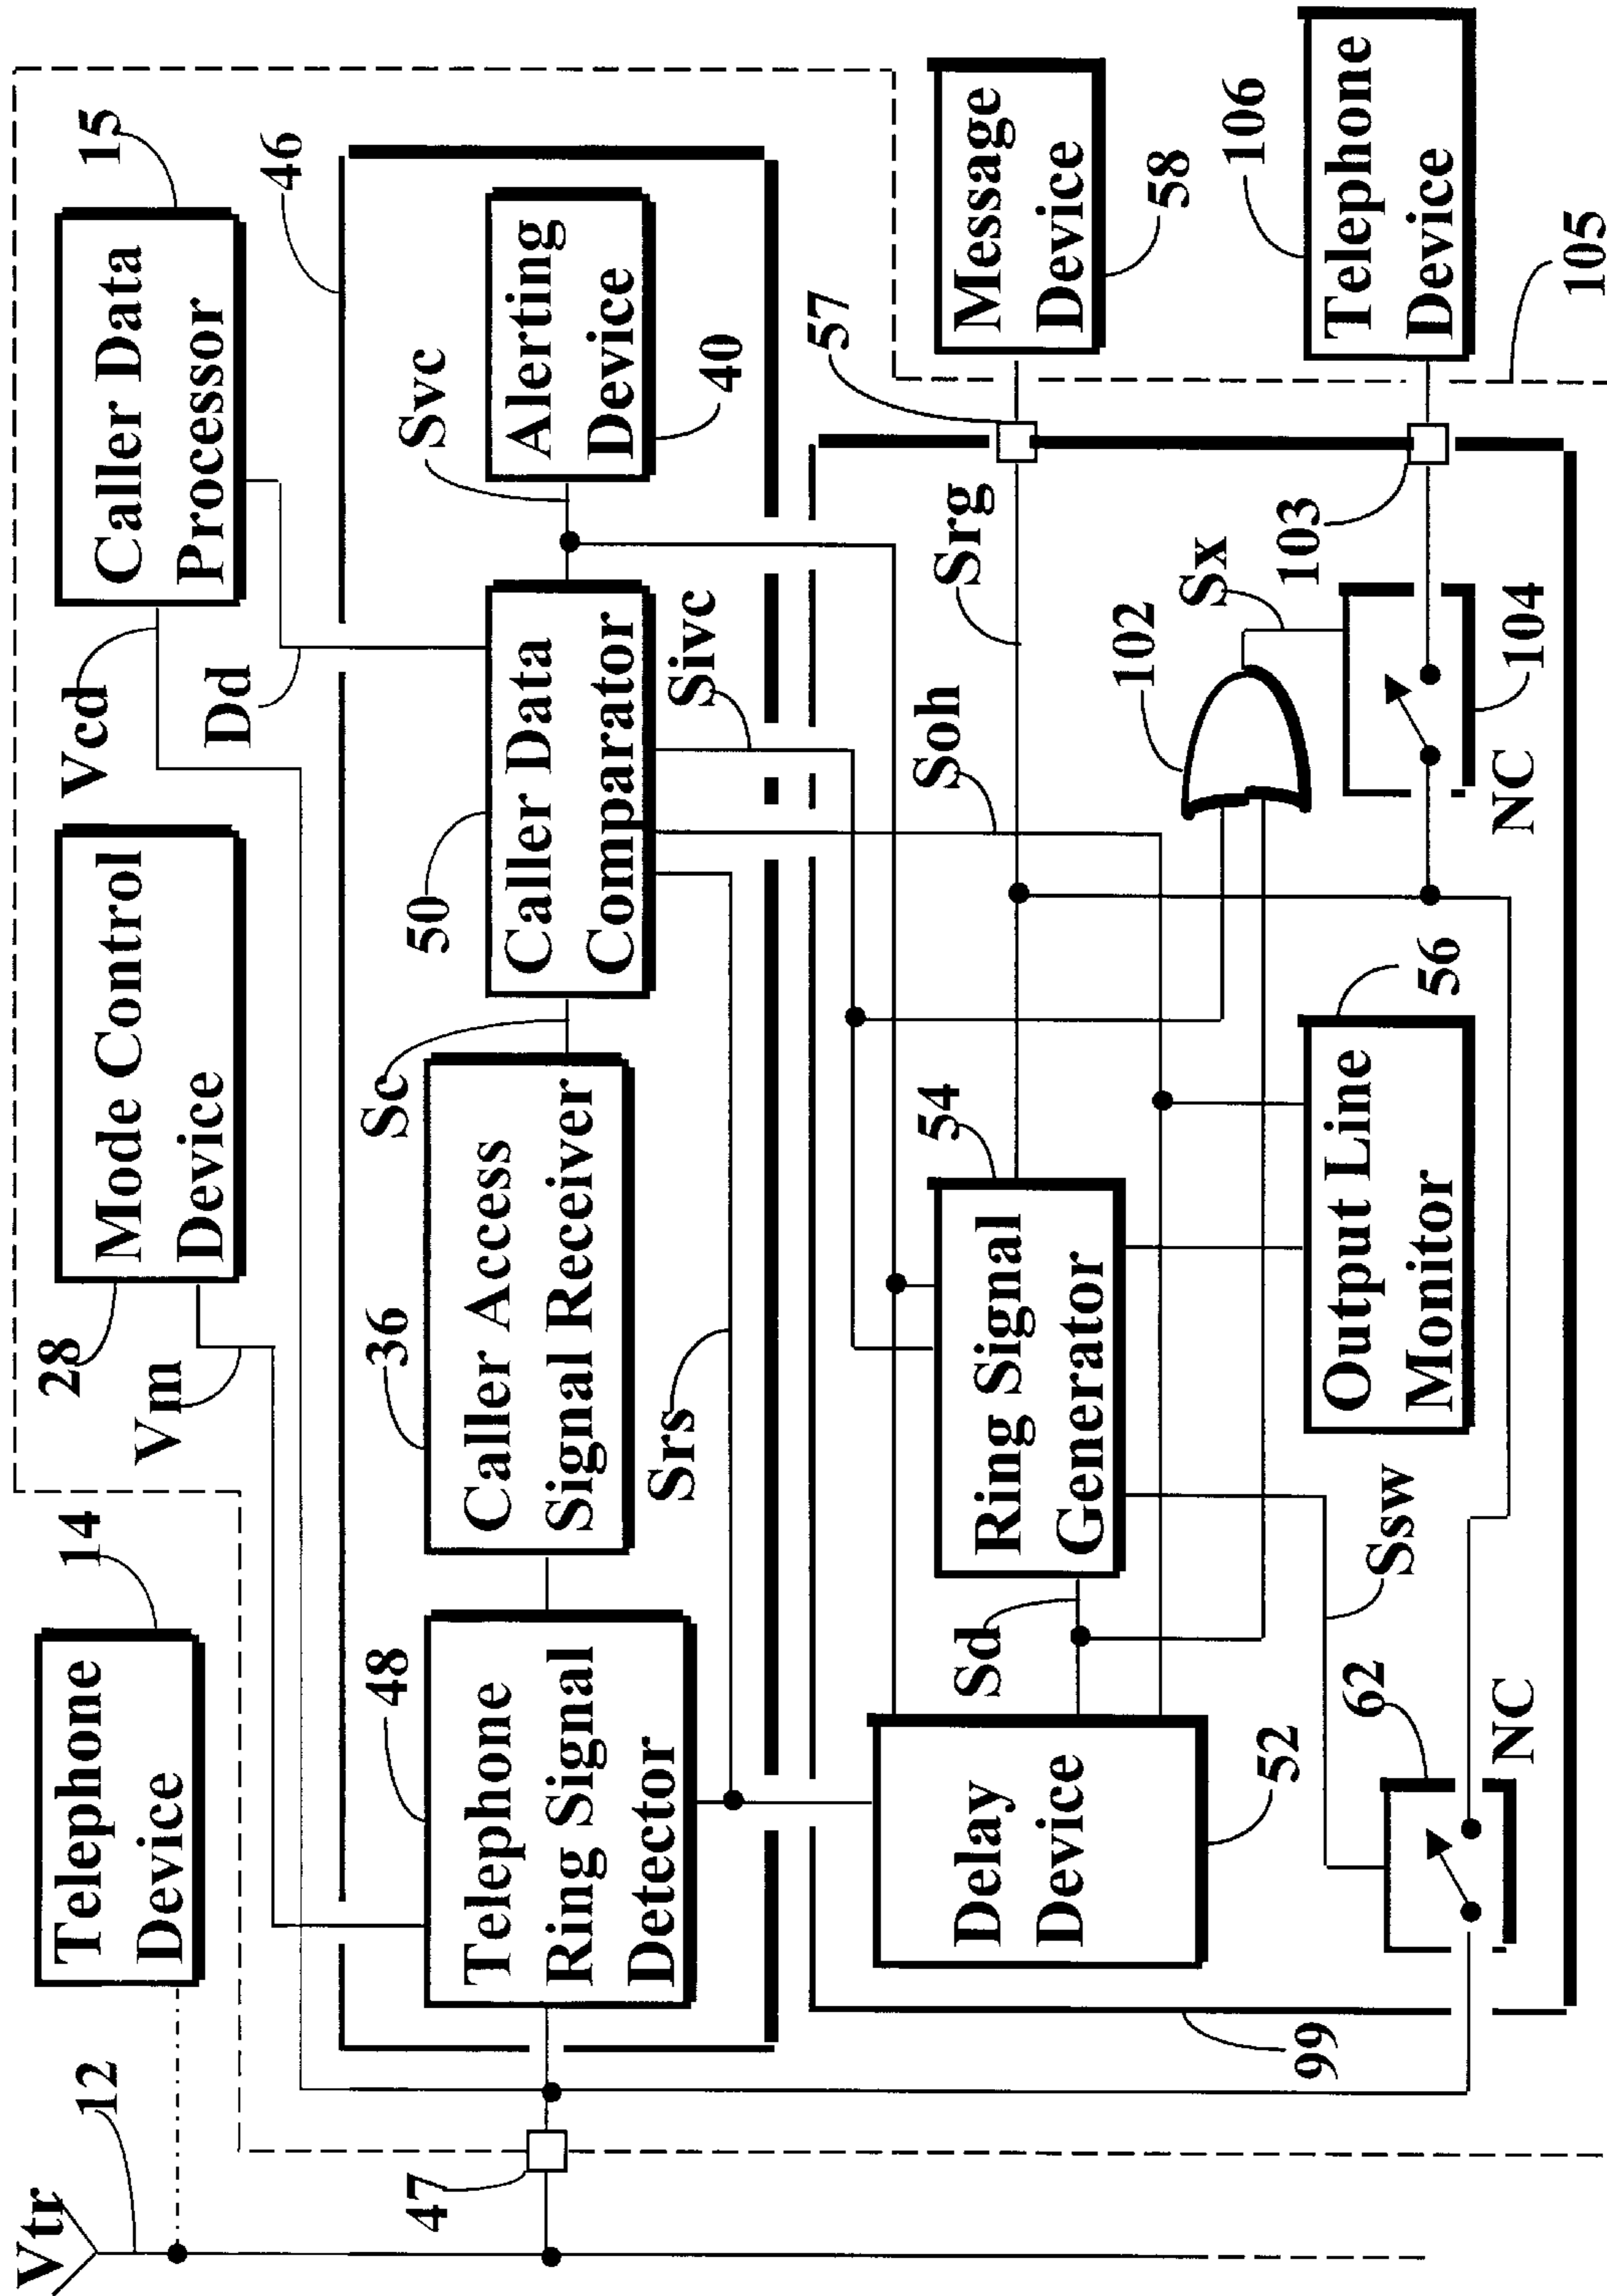 Vtr
12
Telephone
Device
14
28
Mode Control
Device
Vm
Vcd
Caller Data
Processor
15
Dd
46
47
48
Telephone
Ring Signal
Detector
36
Caller Access
Signal Receiver
Sc
50
Caller Data
Comparator
Svc
Alerting
Device
40
Srs
Sivc
57
Message
Device
58
Delay
Device
52
Sd
54
Ring Signal
Generator
Soh
Srg
102
Sx
103
Telephone
Device
106
99
62
NC
Ssw
Output Line
Monitor
56
NC
104
105